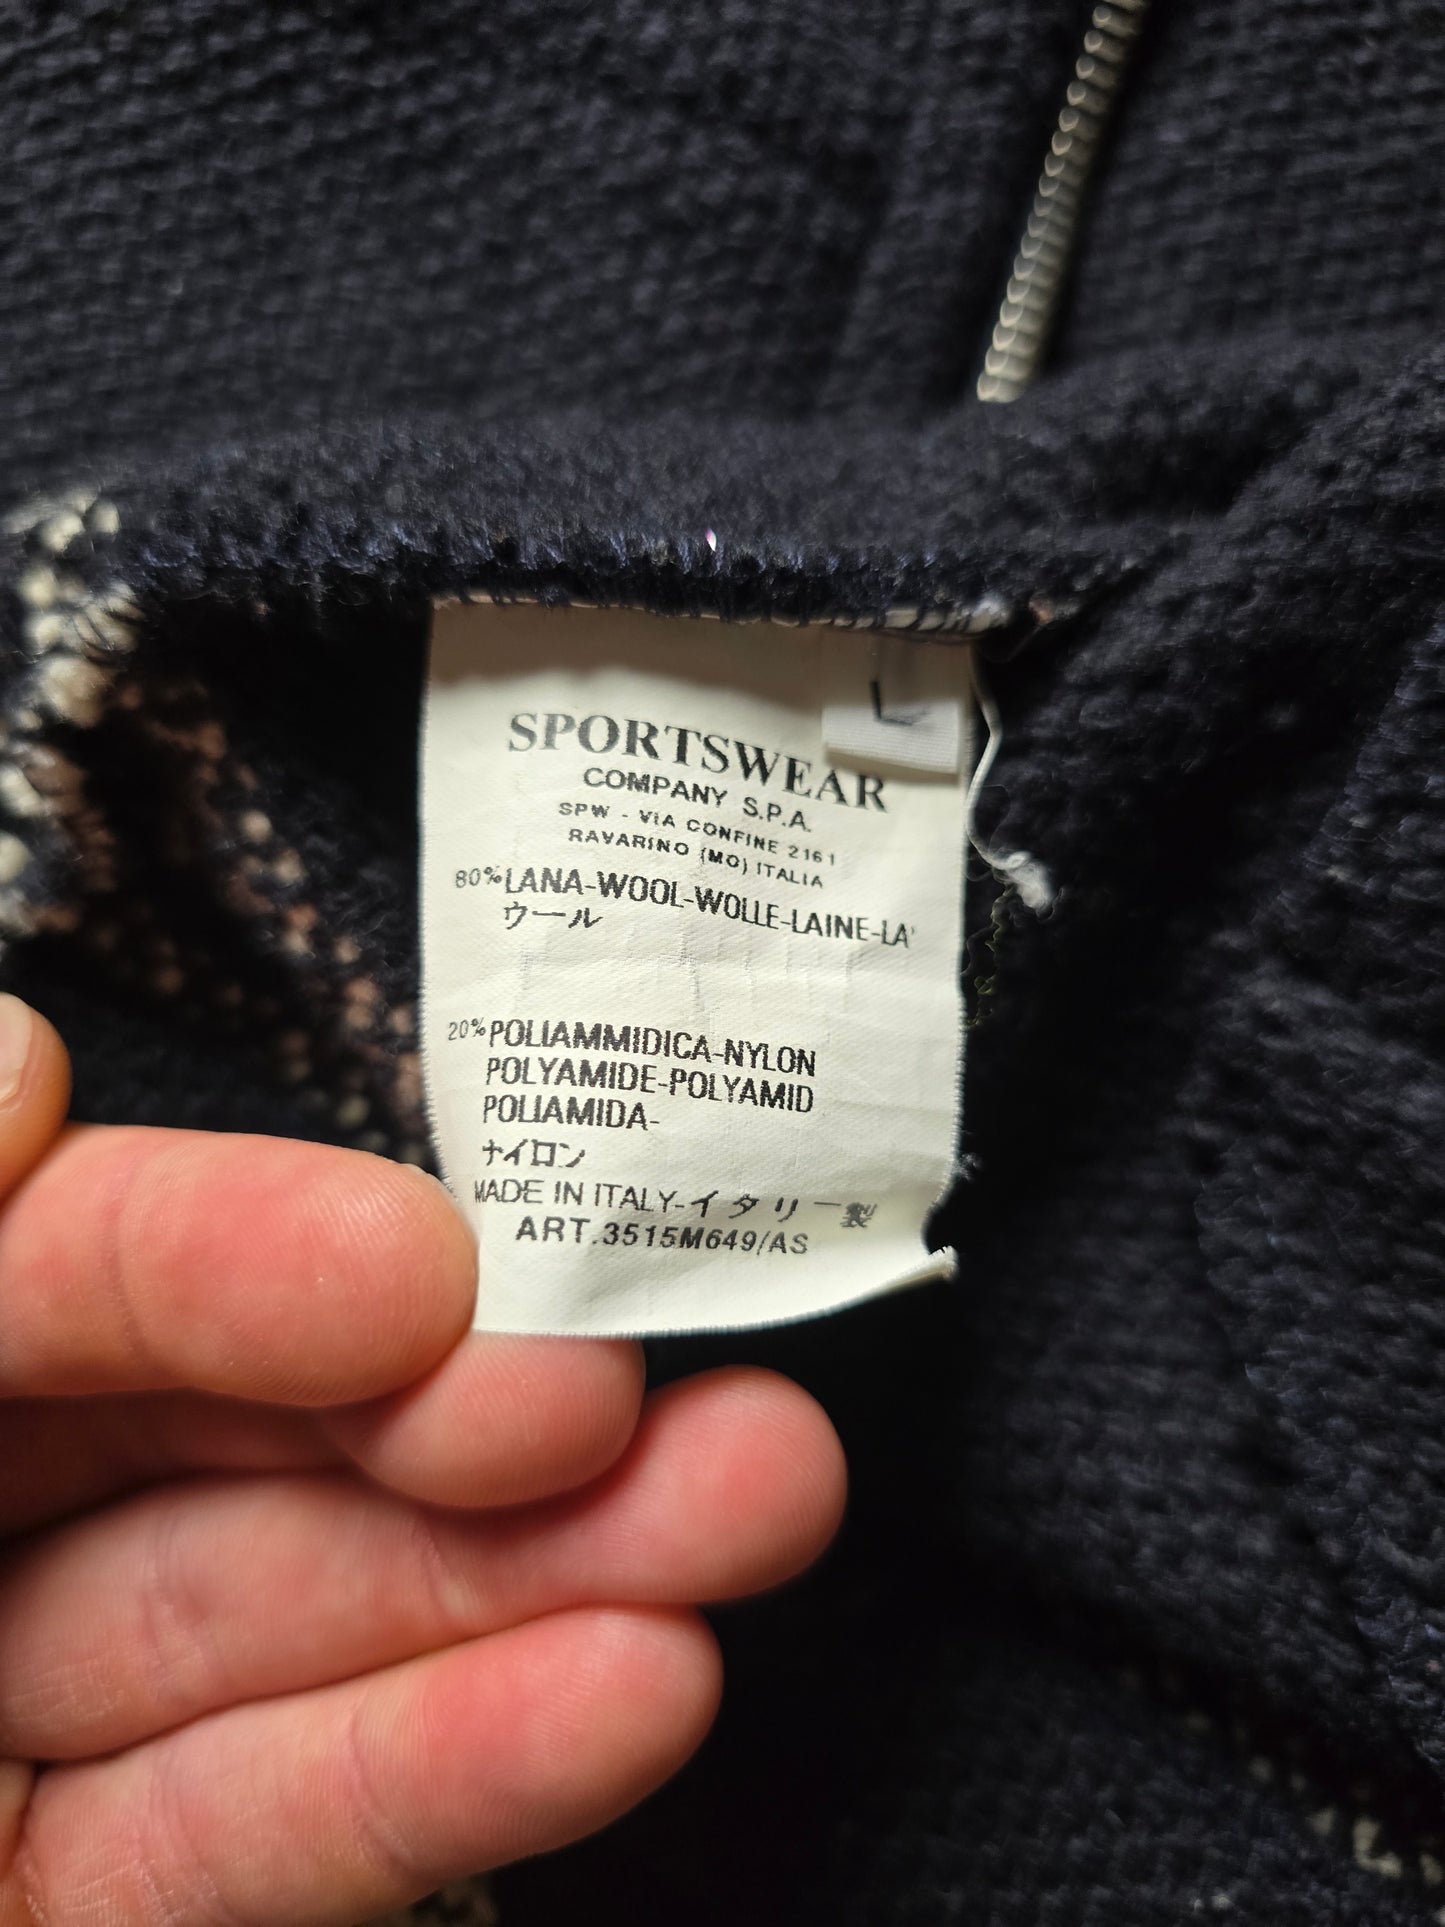 L
SPORTSWEAR
COMPANY S.P.A.
SPW - VIA CONFINE 2161
RAVARINO (MO) ITALIA
80% LANA-WOOL-WOLLE-LAINE-LA'
ウール
20% POLIAMMIDICA-NYLON
POLYAMIDE-POLYAMID
POLIAMIDA-
ナイロン
MADE IN ITALY-イタリー製
ART.3515M649/AS